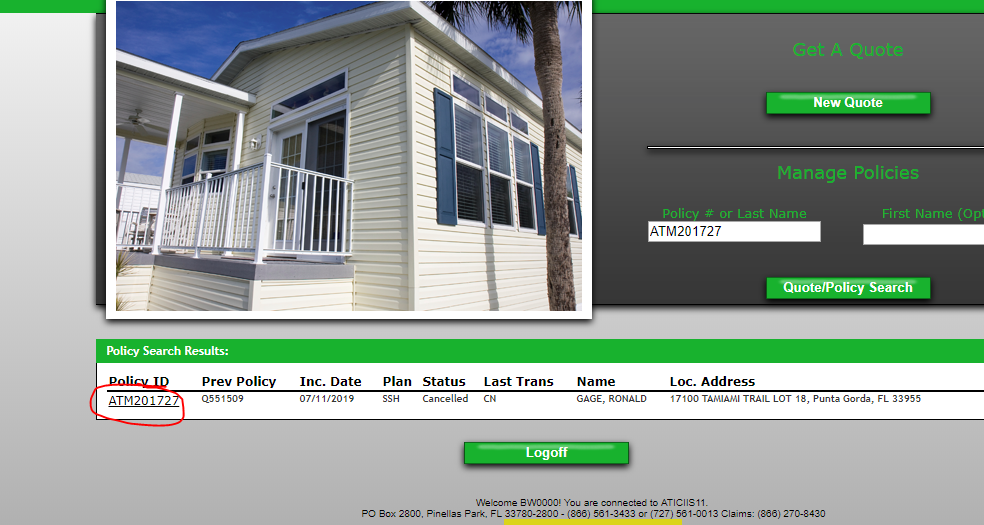 Get A Quote
New Quote
Manage Policies
Policy # or Last Name First Name (Opt
ATM201727
Quote/Policy Search
Policy Search Results:
Policy ID Prev Policy Inc. Date Plan Status Last Trans Name Loc. Address
ATM201727 Q551509 07/11/2019 SSH Cancelled CN GAGE, RONALD 17100 TAMIAMI TRAIL LOT 18, Punta Gorda, FL 33955
Logoff
Welcome BW0000! You are connected to ATICIIS11.
PO Box 2800, Pinellas Park, FL 33780-2800 - (866) 561-3433 or (727) 561-0013 Claims: (866) 270-8430